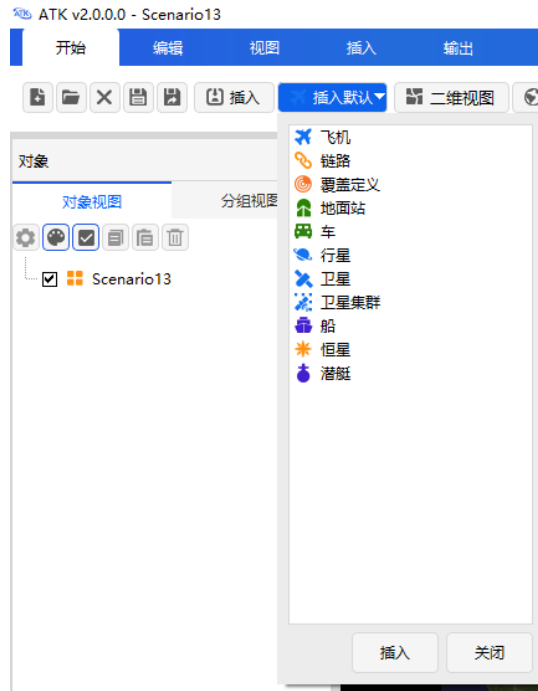 ATK ATK v2.0.0.0 - Scenario13
开始 编辑 视图 插入 输出
插入 插入默认 二维视图
对象
对象视图 分组视图
Scenario13
飞机
链路
覆盖定义
地面站
车
行星
卫星
卫星集群
船
恒星
潜艇
插入 关闭